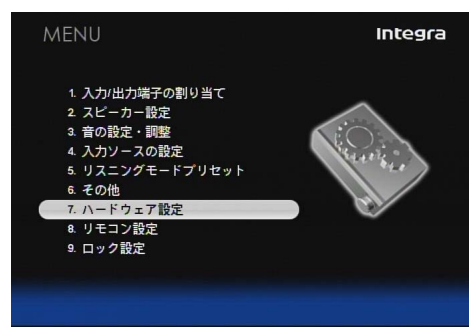 MENU
Integra
1. 入力/出力端子の割り当て
2. スピーカー設定
3. 音の設定・調整
4. 入力ソースの設定
5. リスニングモードプリセット
6. その他
7. ハードウェア設定
8. リモコン設定
9. ロック設定